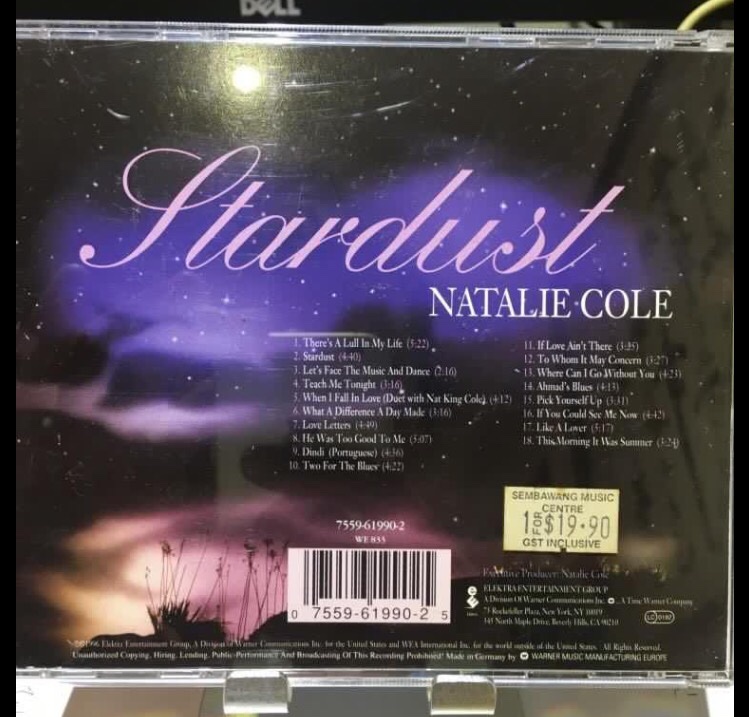 DELL
Stardust
NATALIE COLE
1. There's A Lull In My Life (5:22)
2. Stardust (4:40)
3. Let's Face The Music And Dance (2:16)
4. Teach Me Tonight (3:16)
5. When I Fall In Love (Duet with Nat King Cole) (4:12)
6. What A Difference A Day Made (3:16)
7. Love Letters (4:49)
8. He Was Too Good To Me (5:07)
9. Dindi (Portuguese) (4:36)
10. Two For The Blues (4:22)
11. If Love Ain't There (3:25)
12. To Whom It May Concern (3:27)
13. Where Can I Go Without You (4:23)
14. Ahmad's Blues (4:13)
15. Pick Yourself Up (3:31)
16. If You Could See Me Now (4:42)
17. Like A Lover (5:17)
18. This Morning It Was Summer (3:24)
SEMBAWANG MUSIC
CENTRE
1 FOR $19.90
GST INCLUSIVE
7559-61990-2
WE 833
0 7559-61990-2 5
Executive Producer: Natalie Cole
ELEKTRA ENTERTAINMENT GROUP
A Division Of Warner Communications Inc. A Time Warner Company
75 Rockefeller Plaza, New York, NY 10019
345 North Maple Drive, Beverly Hills, CA 90210
LC 0192
℗©1996 Elektra Entertainment Group, A Division of Warner Communications Inc. for the United States and WEA International Inc. for the world outside of the United States. All Rights Reserved.
Unauthorized Copying, Hiring, Lending, Public Performance And Broadcasting Of This Recording Prohibited. Made in Germany by WARNER MUSIC MANUFACTURING EUROPE